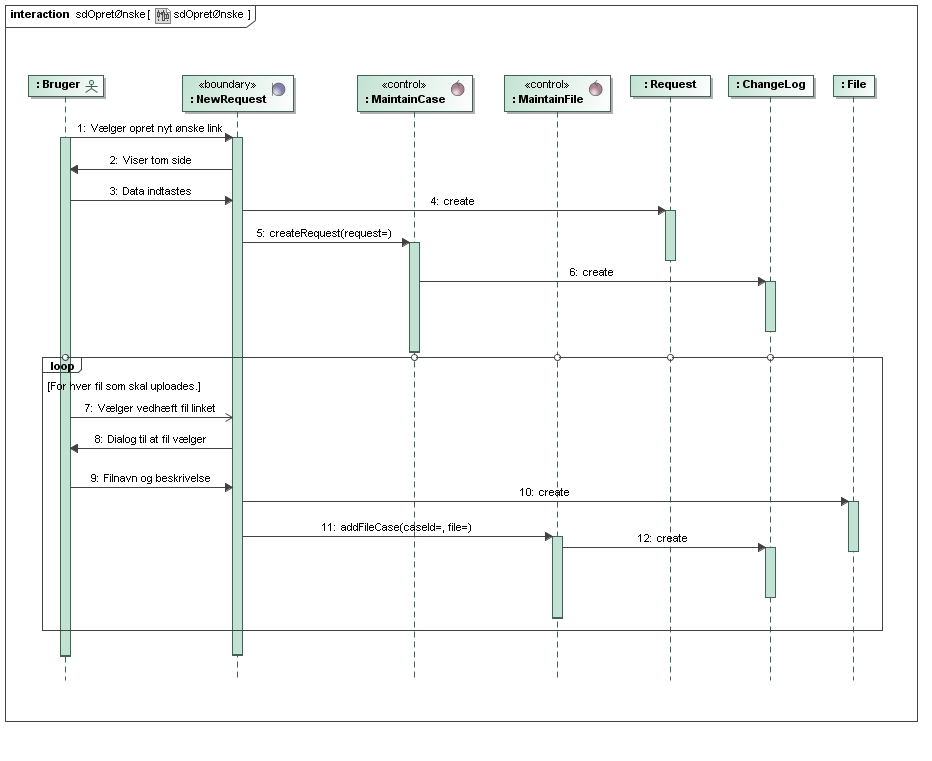 interaction sdOpretØnske [ sdOpretØnske ]
: Bruger
«boundary»
: NewRequest
«control»
: MaintainCase
«control»
: MaintainFile
: Request
: ChangeLog
: File
1: Vælger opret nyt ønske link
2: Viser tom side
3: Data indtastes
4: create
5: createRequest(request=)
6: create
loop
[For hver fil som skal uploades.]
7: Vælger vedhæft fil linket
8: Dialog til at fil vælger
9: Filnavn og beskrivelse
10: create
11: addFileCase(caseId=, file=)
12: create